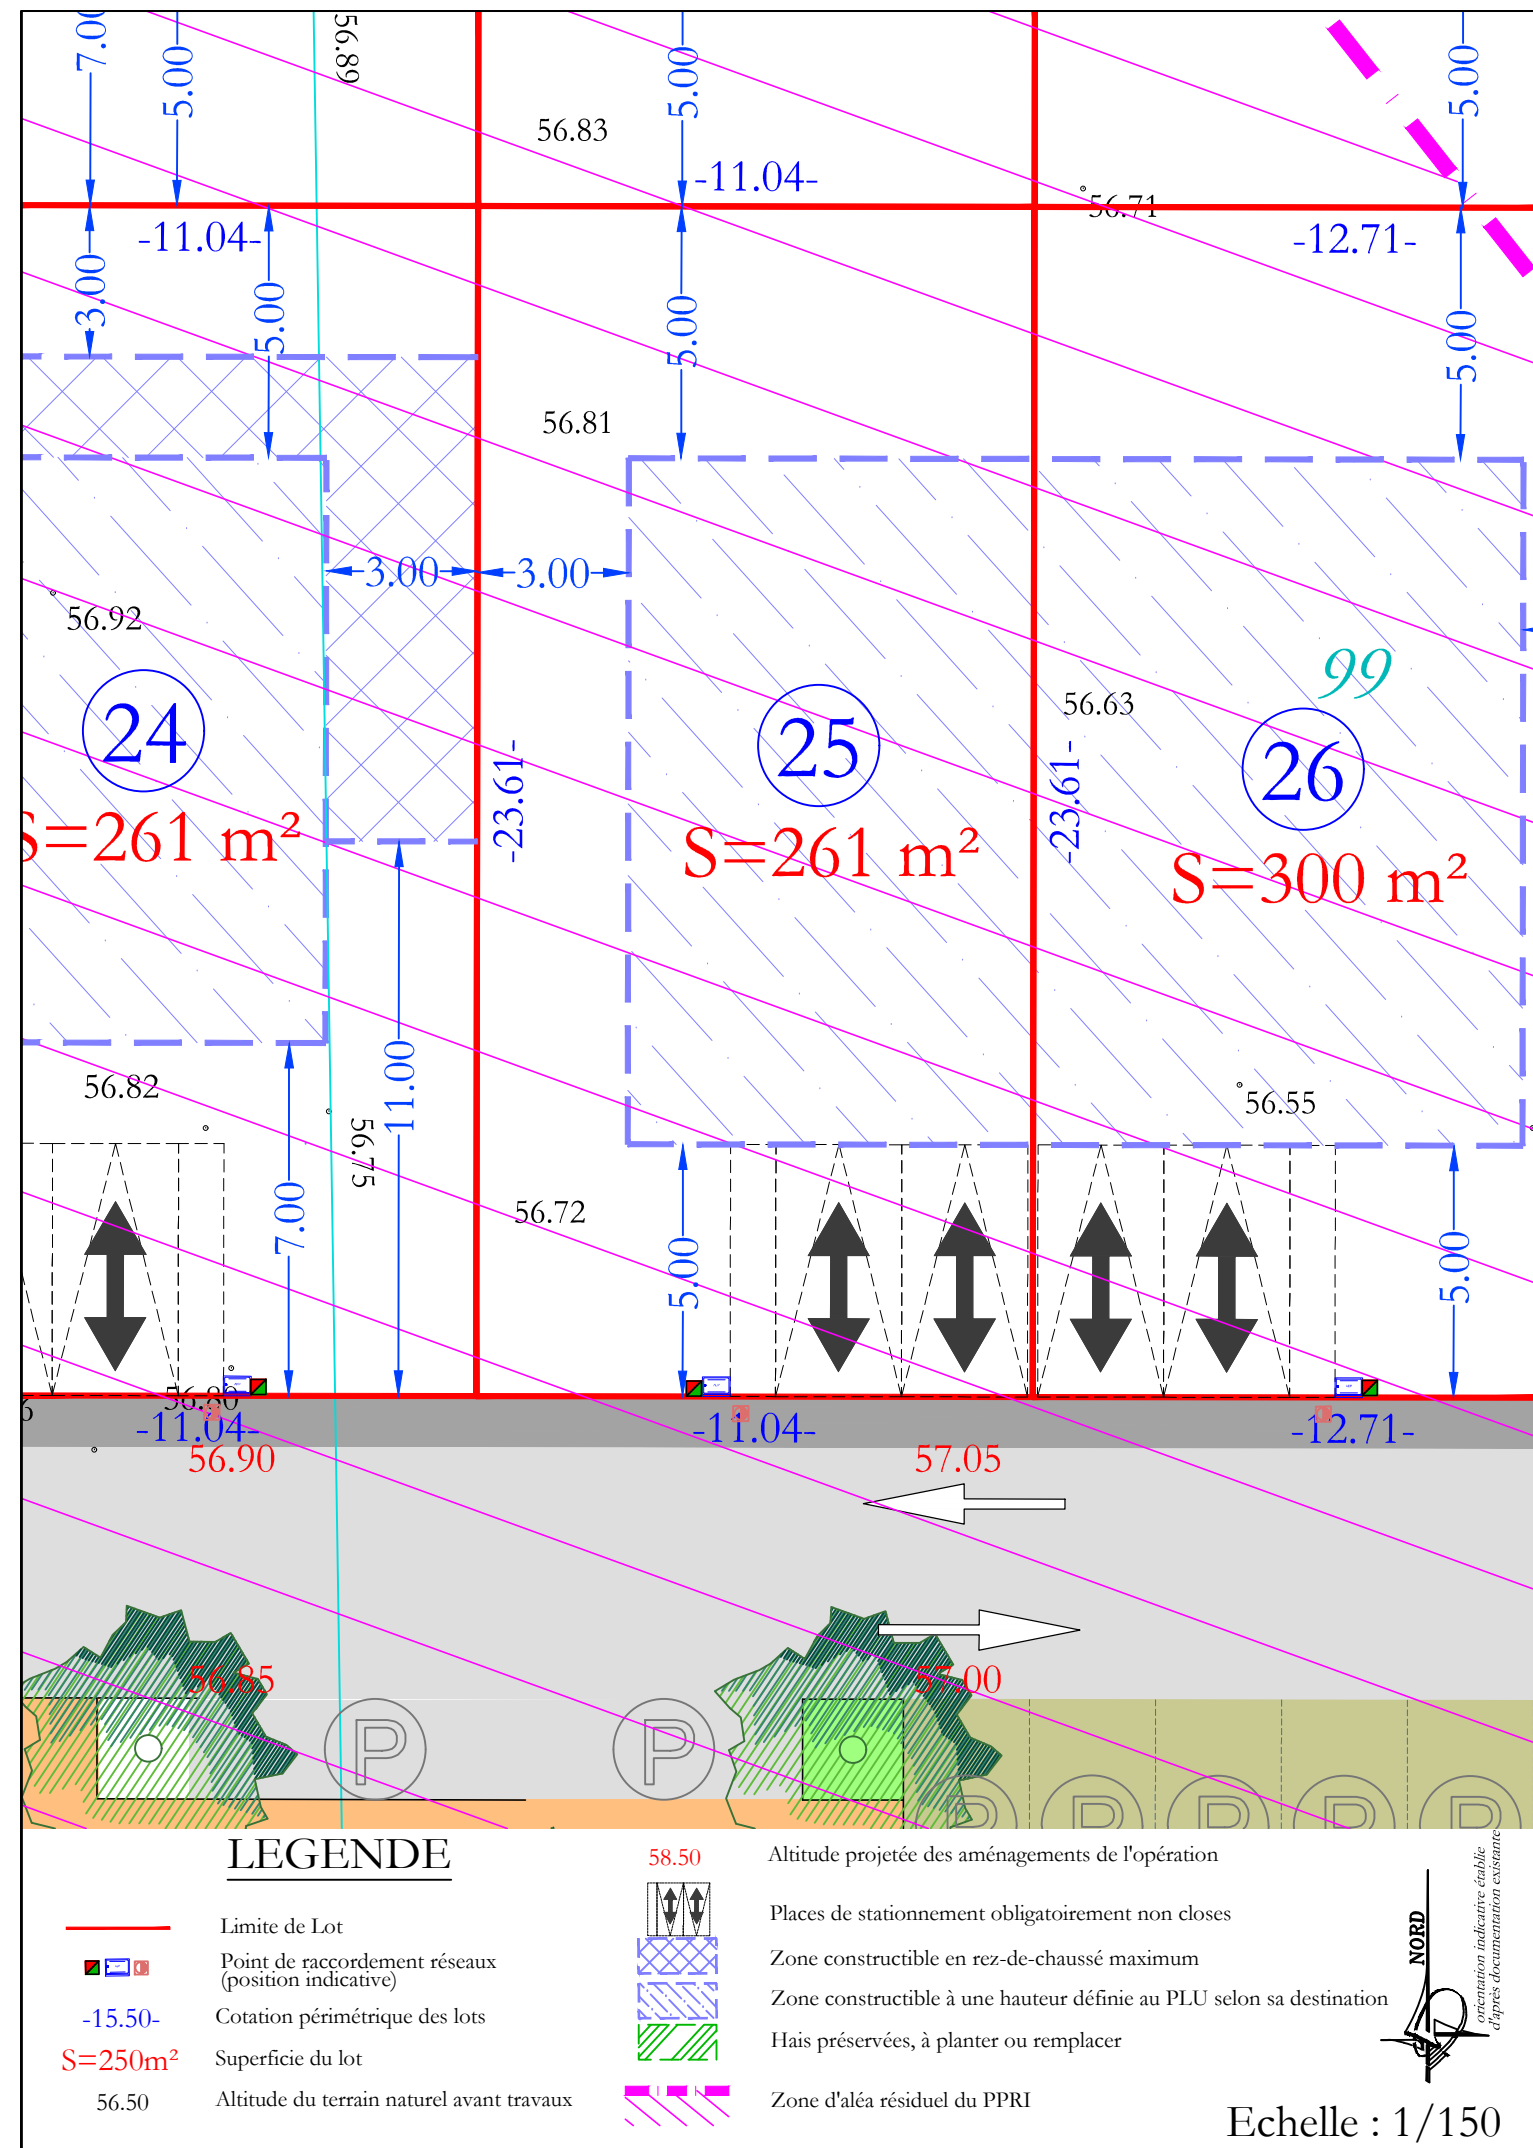 7.00
5.00
56.89
5.00
5.00
56.83
-11.04-
56.71
-11.04-
-12.71-
3.00
5.00
5.00
5.00
56.81
-3.00-
-3.00-
56.92
99
56.63
24
25
26
-23.61-
-23.61-
S=261 m²
S=261 m²
S=300 m²
56.82
11.00
56.55
56.75
7.00
56.72
5.00
5.00
56.80
-11.04-
-11.04-
-12.71-
56.90
57.05
56.85
57.00
P
P
P
P
P
P
P
LEGENDE
Limite de Lot
Point de raccordement réseaux
(position indicative)
-15.50-
Cotation périmétrique des lots
S=250m²
Superficie du lot
56.50
Altitude du terrain naturel avant travaux
58.50
Altitude projetée des aménagements de l'opération
Places de stationnement obligatoirement non closes
Zone constructible en rez-de-chaussé maximum
Zone constructible à une hauteur définie au PLU selon sa destination
Hais préservées, à planter ou remplacer
Zone d'aléa résiduel du PPRI
NORD
orientation indicative établie
d'après documentation existante
Echelle : 1/150